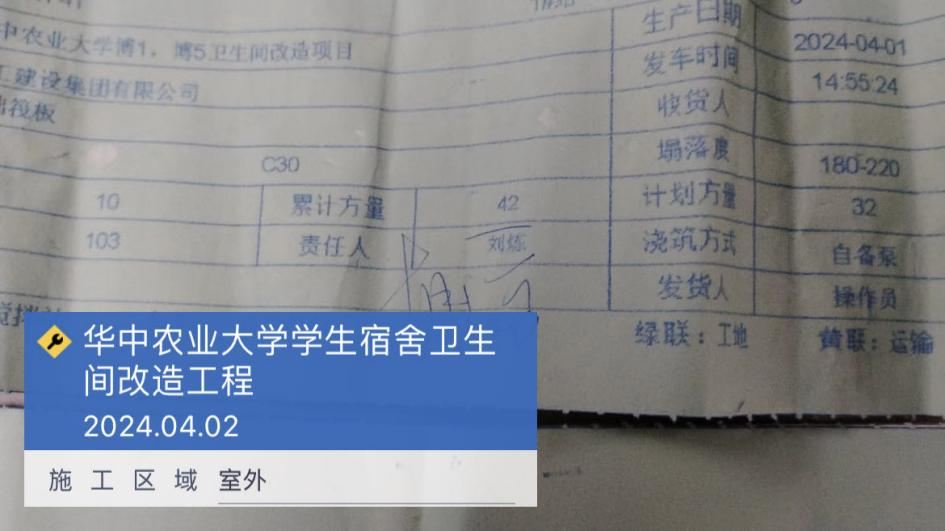 生产日期
2024-04-01
中农业大学博1，博5卫生间改造项目
发车时间
14:55:24
工建设集团有限公司
收货人
础筏板
塌落度
180-220
C30
计划方量
32
10
累计方量
42
浇筑方式
自备泵
103
责任人
刘炼
发货人
操作员
绿联：工地
黄联：运输
华中农业大学学生宿舍卫生
间改造工程
2024.04.02
施工区域 室外